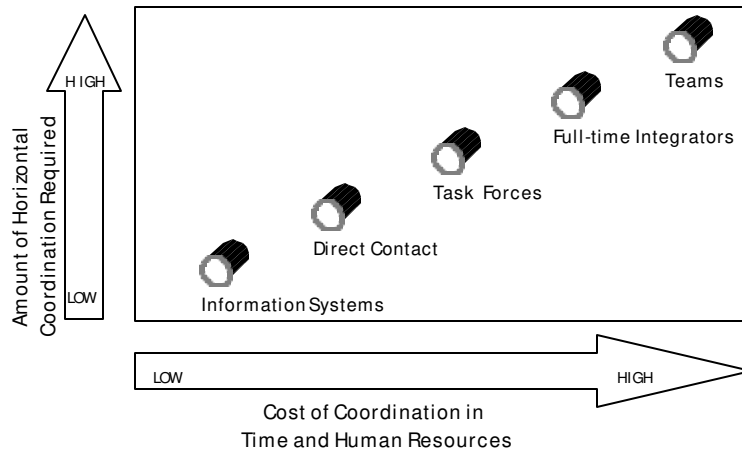 HIGH
Amount of Horizontal
Coordination Required
LOW
Teams
Full-time Integrators
Task Forces
Direct Contact
Information Systems
LOW
HIGH
Cost of Coordination in
Time and Human Resources